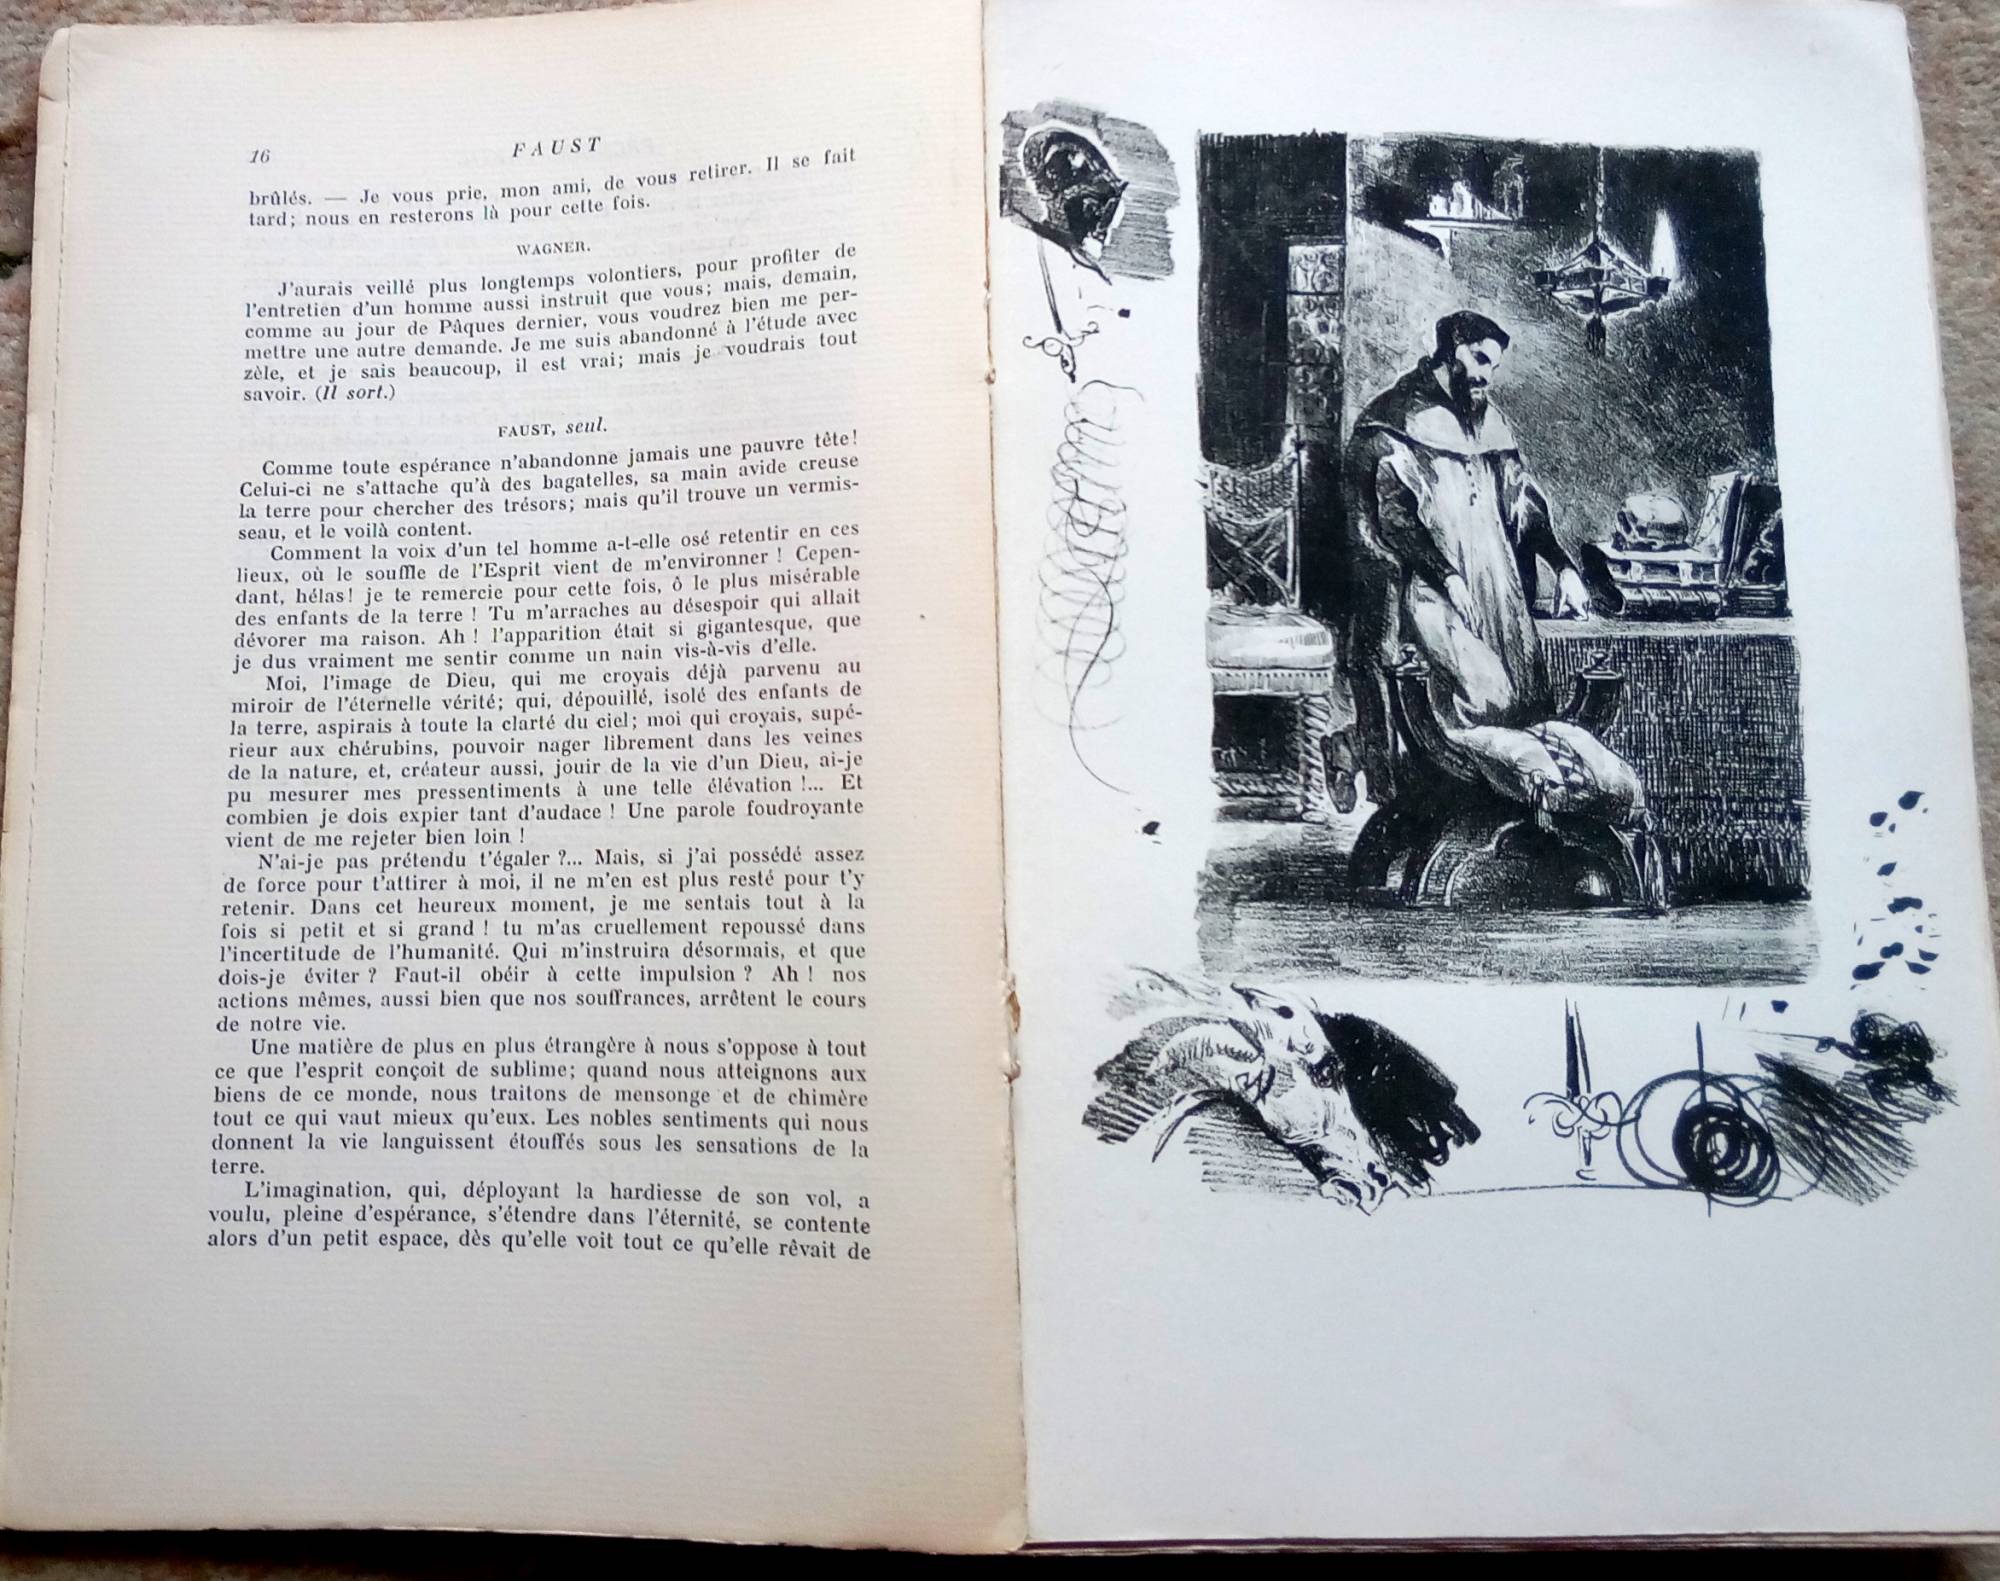 16 FAUST
brûlés. — Je vous prie, mon ami, de vous retirer. Il se fait
tard; nous en resterons là pour cette fois.
WAGNER.
J'aurais veillé plus longtemps volontiers, pour profiter de
l'entretien d'un homme aussi instruit que vous; mais, demain,
comme au jour de Pâques dernier, vous voudrez bien me per-
mettre une autre demande. Je me suis abandonné à l'étude avec
zèle, et je sais beaucoup, il est vrai; mais je voudrais tout
savoir. (Il sort.)
FAUST, seul.
Comme toute espérance n'abandonne jamais une pauvre tête!
Celui-ci ne s'attache qu'à des bagatelles, sa main avide creuse
la terre pour chercher des trésors; mais qu'il trouve un vermis-
seau, et le voilà content.
Comment la voix d'un tel homme a-t-elle osé retentir en ces
lieux, où le souffle de l'Esprit vient de m'environner ! Cepen-
dant, hélas! je te remercie pour cette fois, ô le plus misérable
des enfants de la terre ! Tu m'arraches au désespoir qui allait
dévorer ma raison. Ah ! l'apparition était si gigantesque, que
je dus vraiment me sentir comme un nain vis-à-vis d'elle.
Moi, l'image de Dieu, qui me croyais déjà parvenu au
miroir de l'éternelle vérité; qui, dépouillé, isolé des enfants de
la terre, aspirais à toute la clarté du ciel; moi qui croyais, supé-
rieur aux chérubins, pouvoir nager librement dans les veines
de la nature, et, créateur aussi, jouir de la vie d'un Dieu, ai-je
pu mesurer mes pressentiments à une telle élévation !... Et
combien je dois expier tant d'audace ! Une parole foudroyante
vient de me rejeter bien loin !
N'ai-je pas prétendu t'égaler ?... Mais, si j'ai possédé assez
de force pour t'attirer à moi, il ne m'en est plus resté pour t'y
retenir. Dans cet heureux moment, je me sentais tout à la
fois si petit et si grand ! tu m'as cruellement repoussé dans
l'incertitude de l'humanité. Qui m'instruira désormais, et que
dois-je éviter ? Faut-il obéir à cette impulsion ? Ah ! nos
actions mêmes, aussi bien que nos souffrances, arrêtent le cours
de notre vie.
Une matière de plus en plus étrangère à nous s'oppose à tout
ce que l'esprit conçoit de sublime; quand nous atteignons aux
biens de ce monde, nous traitons de mensonge et de chimère
tout ce qui vaut mieux qu'eux. Les nobles sentiments qui nous
donnent la vie languissent étouffés sous les sensations de la
terre.
L'imagination, qui, déployant la hardiesse de son vol, a
voulu, pleine d'espérance, s'étendre dans l'éternité, se contente
alors d'un petit espace, dès qu'elle voit tout ce qu'elle rêvait de